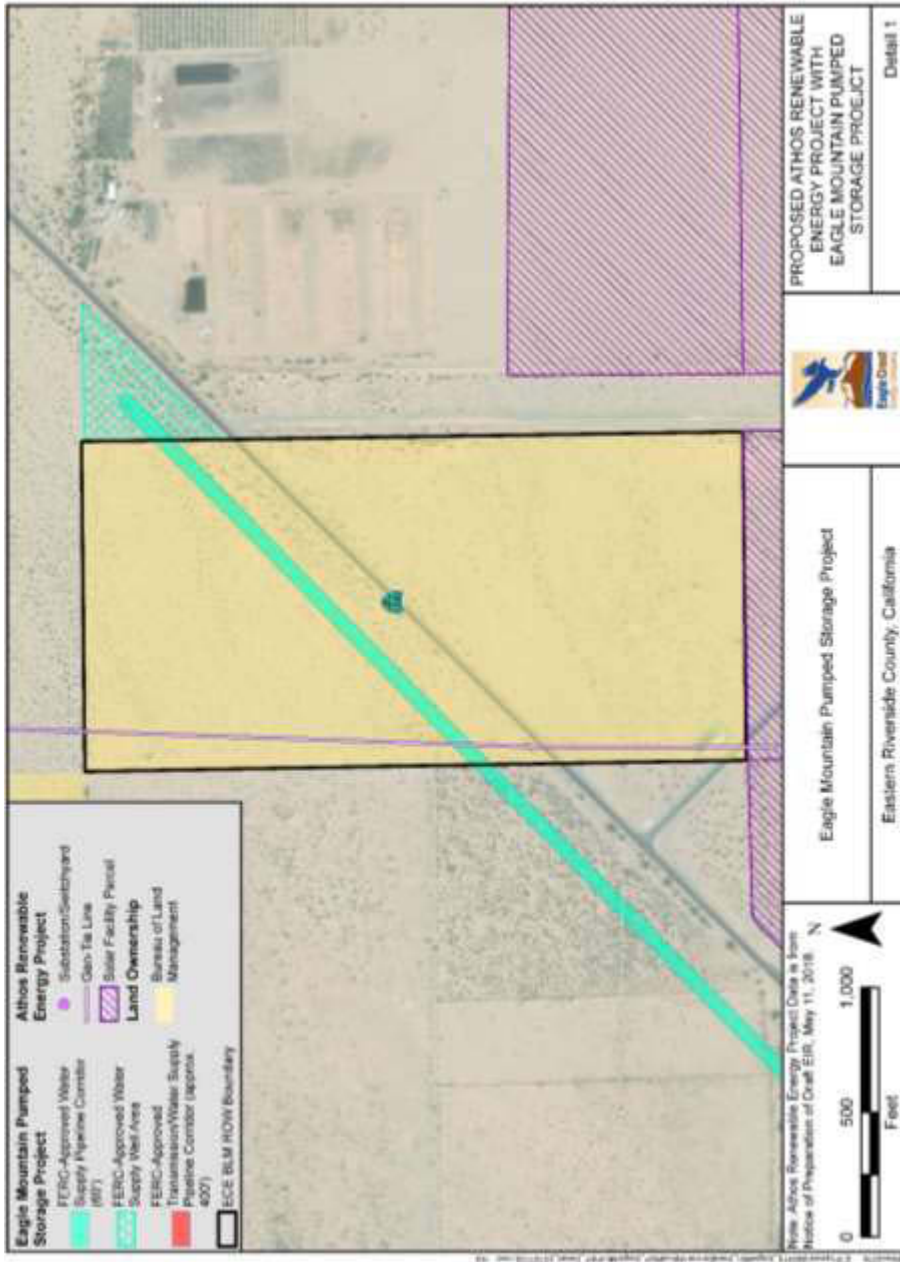 Eagle Mountain Pumped
Storage Project
FERC-Approved Water
Supply Pipeline Corridor
(60')
FERC-Approved Water
Supply Well Area
FERC-Approved
Transmission/Water Supply
Pipeline Corridor (approx.
400')
ECE BLM ROW Boundary
Athos Renewable
Energy Project
Substation/Switchyard
Gen-Tie Line
Solar Facility Parcel
Land Ownership
Bureau of Land
Management
Note: Athos Renewable Energy Project Data is from
Notice of Preparation of Draft EIR, May 11, 2018.
N
0 500 1,000
Feet
Eagle Mountain Pumped Storage Project
Eastern Riverside County, California
Eagle Crest
PROPOSED ATHOS RENEWABLE
ENERGY PROJECT WITH
EAGLE MOUNTAIN PUMPED
STORAGE PROEJCT
Detail 1